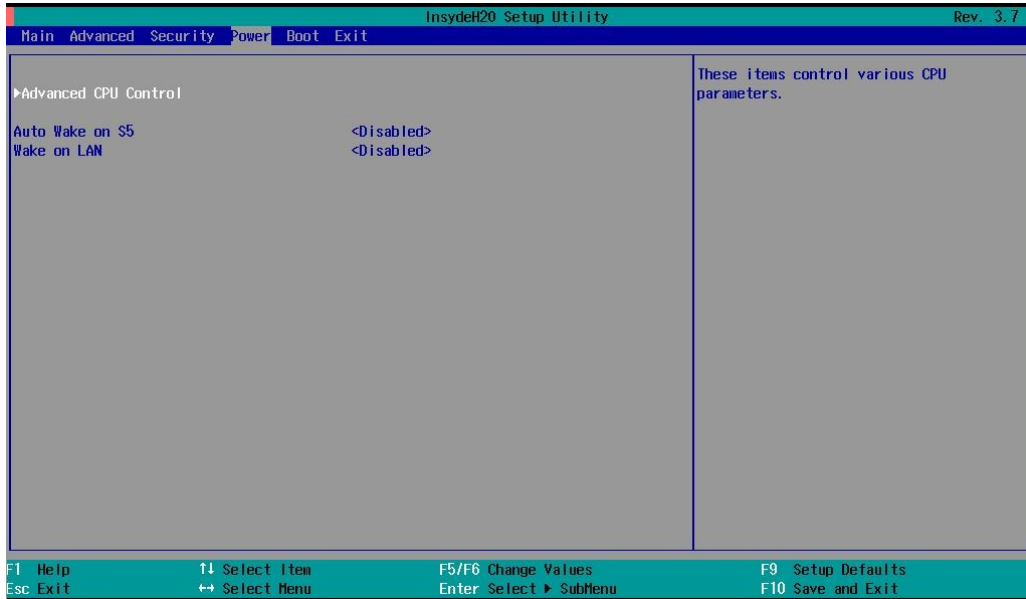 InsydeH20 Setup Utility Rev. 3.7
Main Advanced Security Power Boot Exit
▶Advanced CPU Control
Auto Wake on S5 <Disabled>
Wake on LAN <Disabled>
These items control various CPU
parameters.
F1 Help ↑↓ Select Item F5/F6 Change Values F9 Setup Defaults
Esc Exit ↔ Select Menu Enter Select ▶ SubMenu F10 Save and Exit